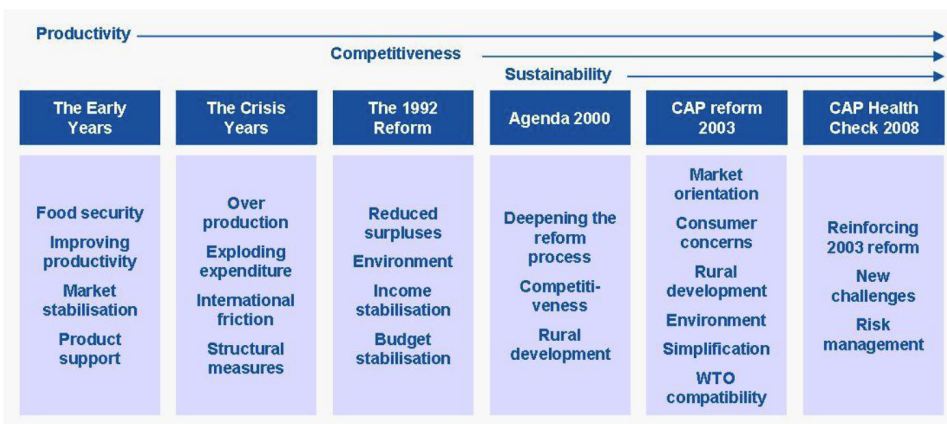 Productivity
Competitiveness
Sustainability
The Early
Years
The Crisis
Years
The 1992
Reform
Agenda 2000
CAP reform
2003
CAP Health
Check 2008
Food security
Improving
productivity
Market
stabilisation
Product
support
Over
production
Exploding
expenditure
International
friction
Structural
measures
Reduced
surpluses
Environment
Income
stabilisation
Budget
stabilisation
Deepening the
reform
process
Competiti-
veness
Rural
development
Market
orientation
Consumer
concerns
Rural
development
Environment
Simplification
WTO
compatibility
Reinforcing
2003 reform
New
challenges
Risk
management